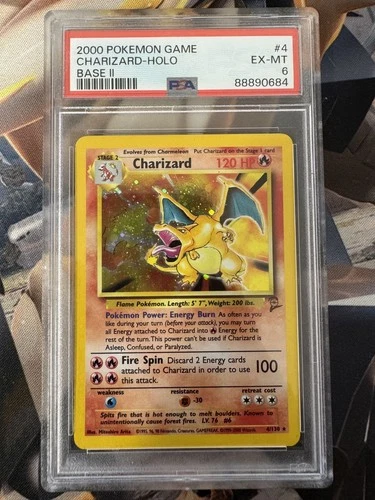 2000 POKEMON GAME #4
CHARIZARD-HOLO EX-MT
BASE II PSA 6
88890684
Evolves from Charmeleon Put Charizard on the Stage 1 card
STAGE 2
Charizard 120 HP
Flame Pokémon. Length: 5' 7", Weight: 200 lbs.
Pokémon Power: Energy Burn As often as you
like during your turn (before your attack), you may turn
all Energy attached to Charizard into Energy for
the rest of the turn. This power can't be used if Charizard is
Asleep, Confused, or Paralyzed.
Fire Spin Discard 2 Energy cards
attached to Charizard in order to use 100
this attack.
weakness resistance retreat cost
-30
Spits fire that is hot enough to melt boulders. Known to
unintentionally cause forest fires. LV. 76 #6
Illus. Mitsuhiro Arita
4/130